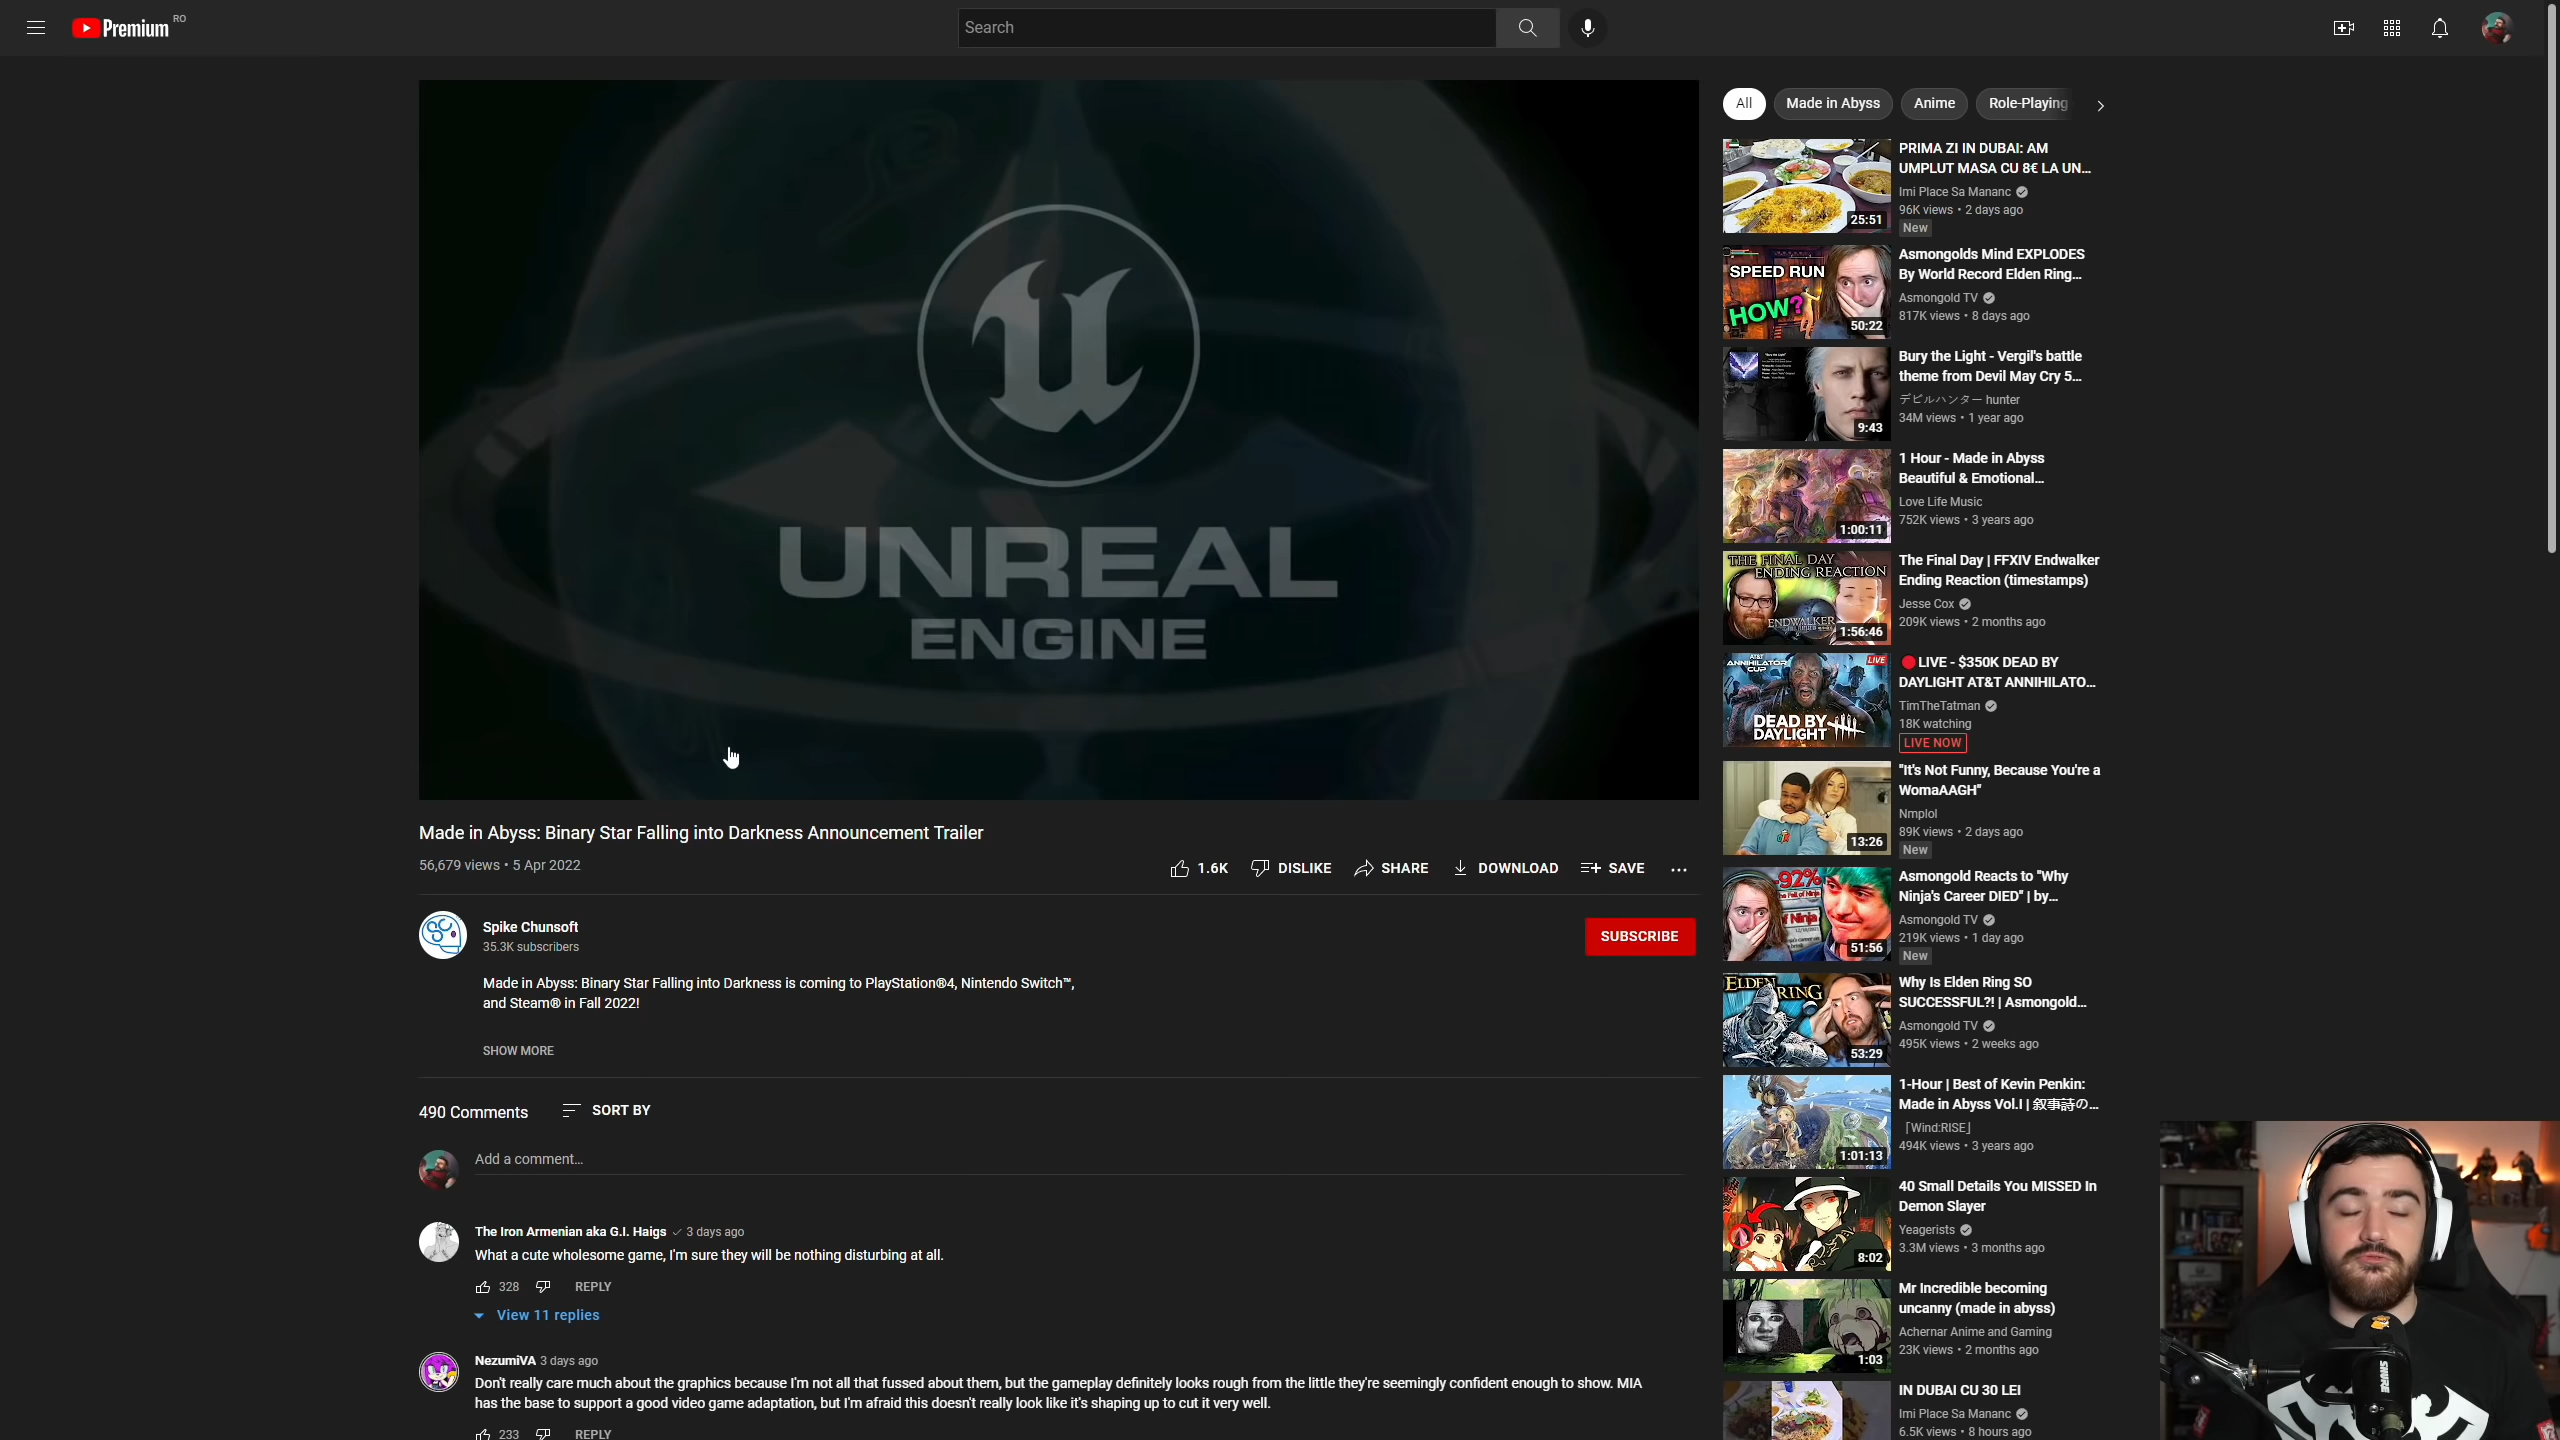 Premium RO
Search
UNREAL
ENGINE
Made in Abyss: Binary Star Falling into Darkness Announcement Trailer
56,679 views • 5 Apr 2022
1.6K DISLIKE SHARE DOWNLOAD SAVE
Spike Chunsoft
35.3K subscribers
SUBSCRIBE
Made in Abyss: Binary Star Falling into Darkness is coming to PlayStation®4, Nintendo Switch™,
and Steam® in Fall 2022!
SHOW MORE
490 Comments SORT BY
Add a comment...
The Iron Armenian aka G.I. Haigs 3 days ago
What a cute wholesome game, I'm sure they will be nothing disturbing at all.
328 REPLY
View 11 replies
NezumiVA 3 days ago
Don't really care much about the graphics because I'm not all that fussed about them, but the gameplay definitely looks rough from the little they're seemingly confident enough to show. MIA
has the base to support a good video game adaptation, but I'm afraid this doesn't really look like it's shaping up to cut it very well.
233 REPLY
All Made in Abyss Anime Role-Playing
25:51
PRIMA ZI IN DUBAI: AM
UMPLUT MASA CU 8€ LA UN...
Imi Place Sa Mananc
96K views • 2 days ago
New
SPEED RUN
HOW?
50:22
Asmongolds Mind EXPLODES
By World Record Elden Ring...
Asmongold TV
817K views • 8 days ago
9:43
Bury the Light - Vergil's battle
theme from Devil May Cry 5...
デビルハンター hunter
34M views • 1 year ago
1:00:11
1 Hour - Made in Abyss
Beautiful & Emotional...
Love Life Music
752K views • 3 years ago
THE FINAL DAY
ENDING REACTION
ENDWALKER
1:56:46
The Final Day | FFXIV Endwalker
Ending Reaction (timestamps)
Jesse Cox
209K views • 2 months ago
AT&T
ANNIHILATOR
CUP
LIVE
DEAD BY
DAYLIGHT
LIVE - $350K DEAD BY
DAYLIGHT AT&T ANNIHILATO...
TimTheTatman
18K watching
LIVE NOW
13:26
"It's Not Funny, Because You're a
WomaAAGH"
Nmplol
89K views • 2 days ago
New
-92%
The Fall of Ninja
of Ninja
51:56
Asmongold Reacts to "Why
Ninja's Career DIED" | by...
Asmongold TV
219K views • 1 day ago
New
ELDEN RING
53:29
Why Is Elden Ring SO
SUCCESSFUL?! | Asmongold...
Asmongold TV
495K views • 2 weeks ago
1:01:13
1-Hour | Best of Kevin Penkin:
Made in Abyss Vol.I | 叙事詩の...
「Wind:RISE」
494K views • 3 years ago
8:02
40 Small Details You MISSED In
Demon Slayer
Yeagerists
3.3M views • 3 months ago
1:03
Mr Incredible becoming
uncanny (made in abyss)
Achernar Anime and Gaming
23K views • 2 months ago
IN DUBAI CU 30 LEI
Imi Place Sa Mananc
6.5K views • 8 hours ago
SHURE